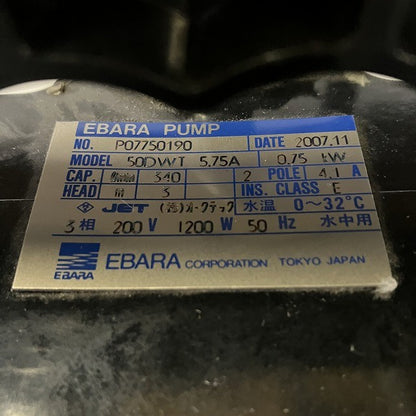 EBARA PUMP
NO. P07750190 DATE 2007.11
MODEL 50DWT 5.75A 0.75 kW
CAP. 340 2 POLE 4.1 A
HEAD m 3 INS. CLASS E
JET 水温 0～32°C
3相 200 V 1200 W 50 Hz 水中用
EBARA EBARA CORPORATION TOKYO JAPAN